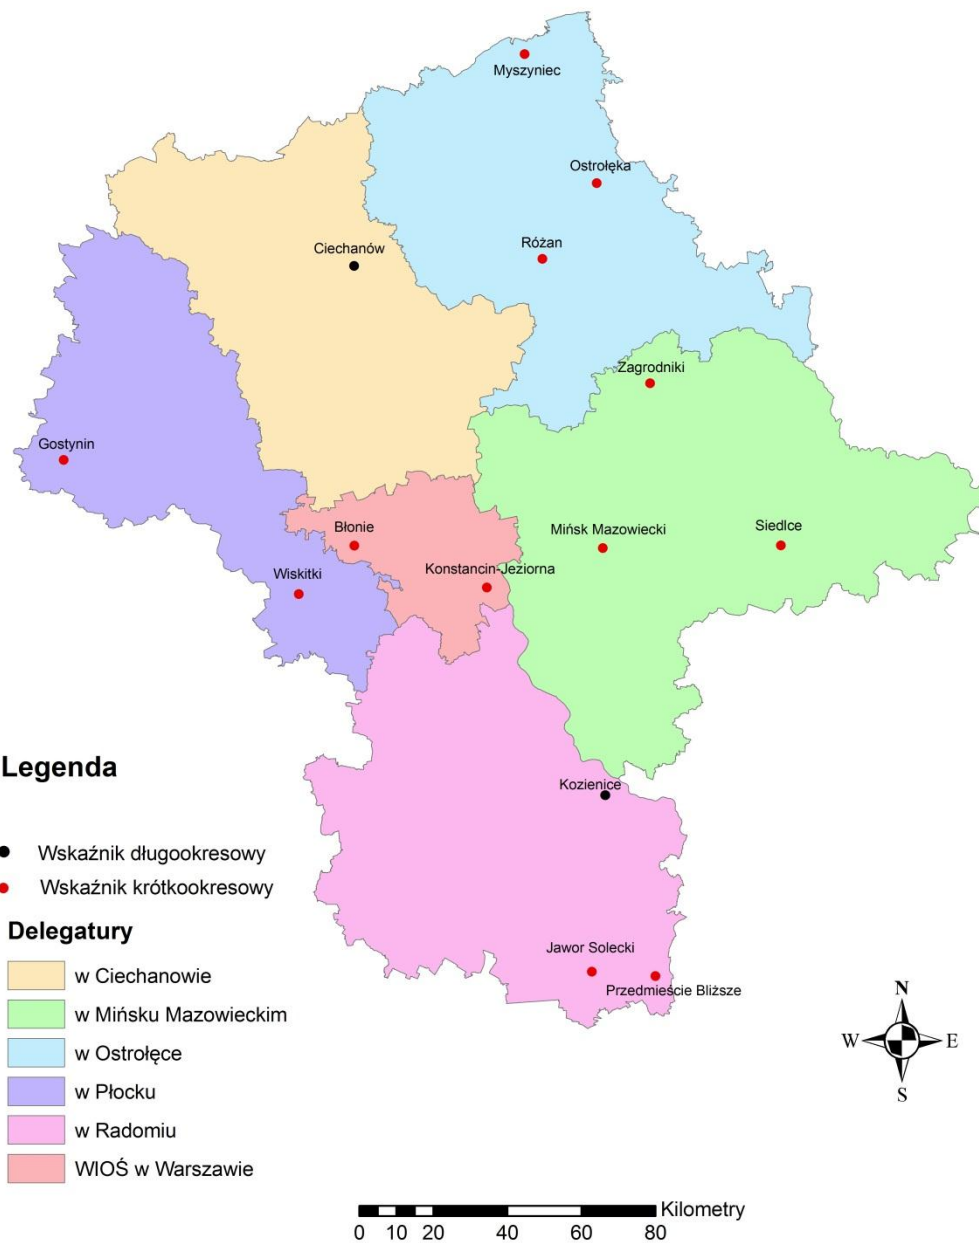 Myszyniec
Ostrołęka
Różan
Ciechanów
Zagrodniki
Gostynin
Błonie
Mińsk Mazowiecki
Siedlce
Konstancin-Jeziorna
Wiskitki
Kozienice
Jawor Solecki
Przedmieście Bliższe
Legenda
Wskaźnik długookresowy
Wskaźnik krótkookresowy
Delegatury
w Ciechanowie
w Mińsku Mazowieckim
w Ostrołęce
w Płocku
w Radomiu
WIOŚ w Warszawie
N
W E
S
Kilometry
0 10 20 40 60 80